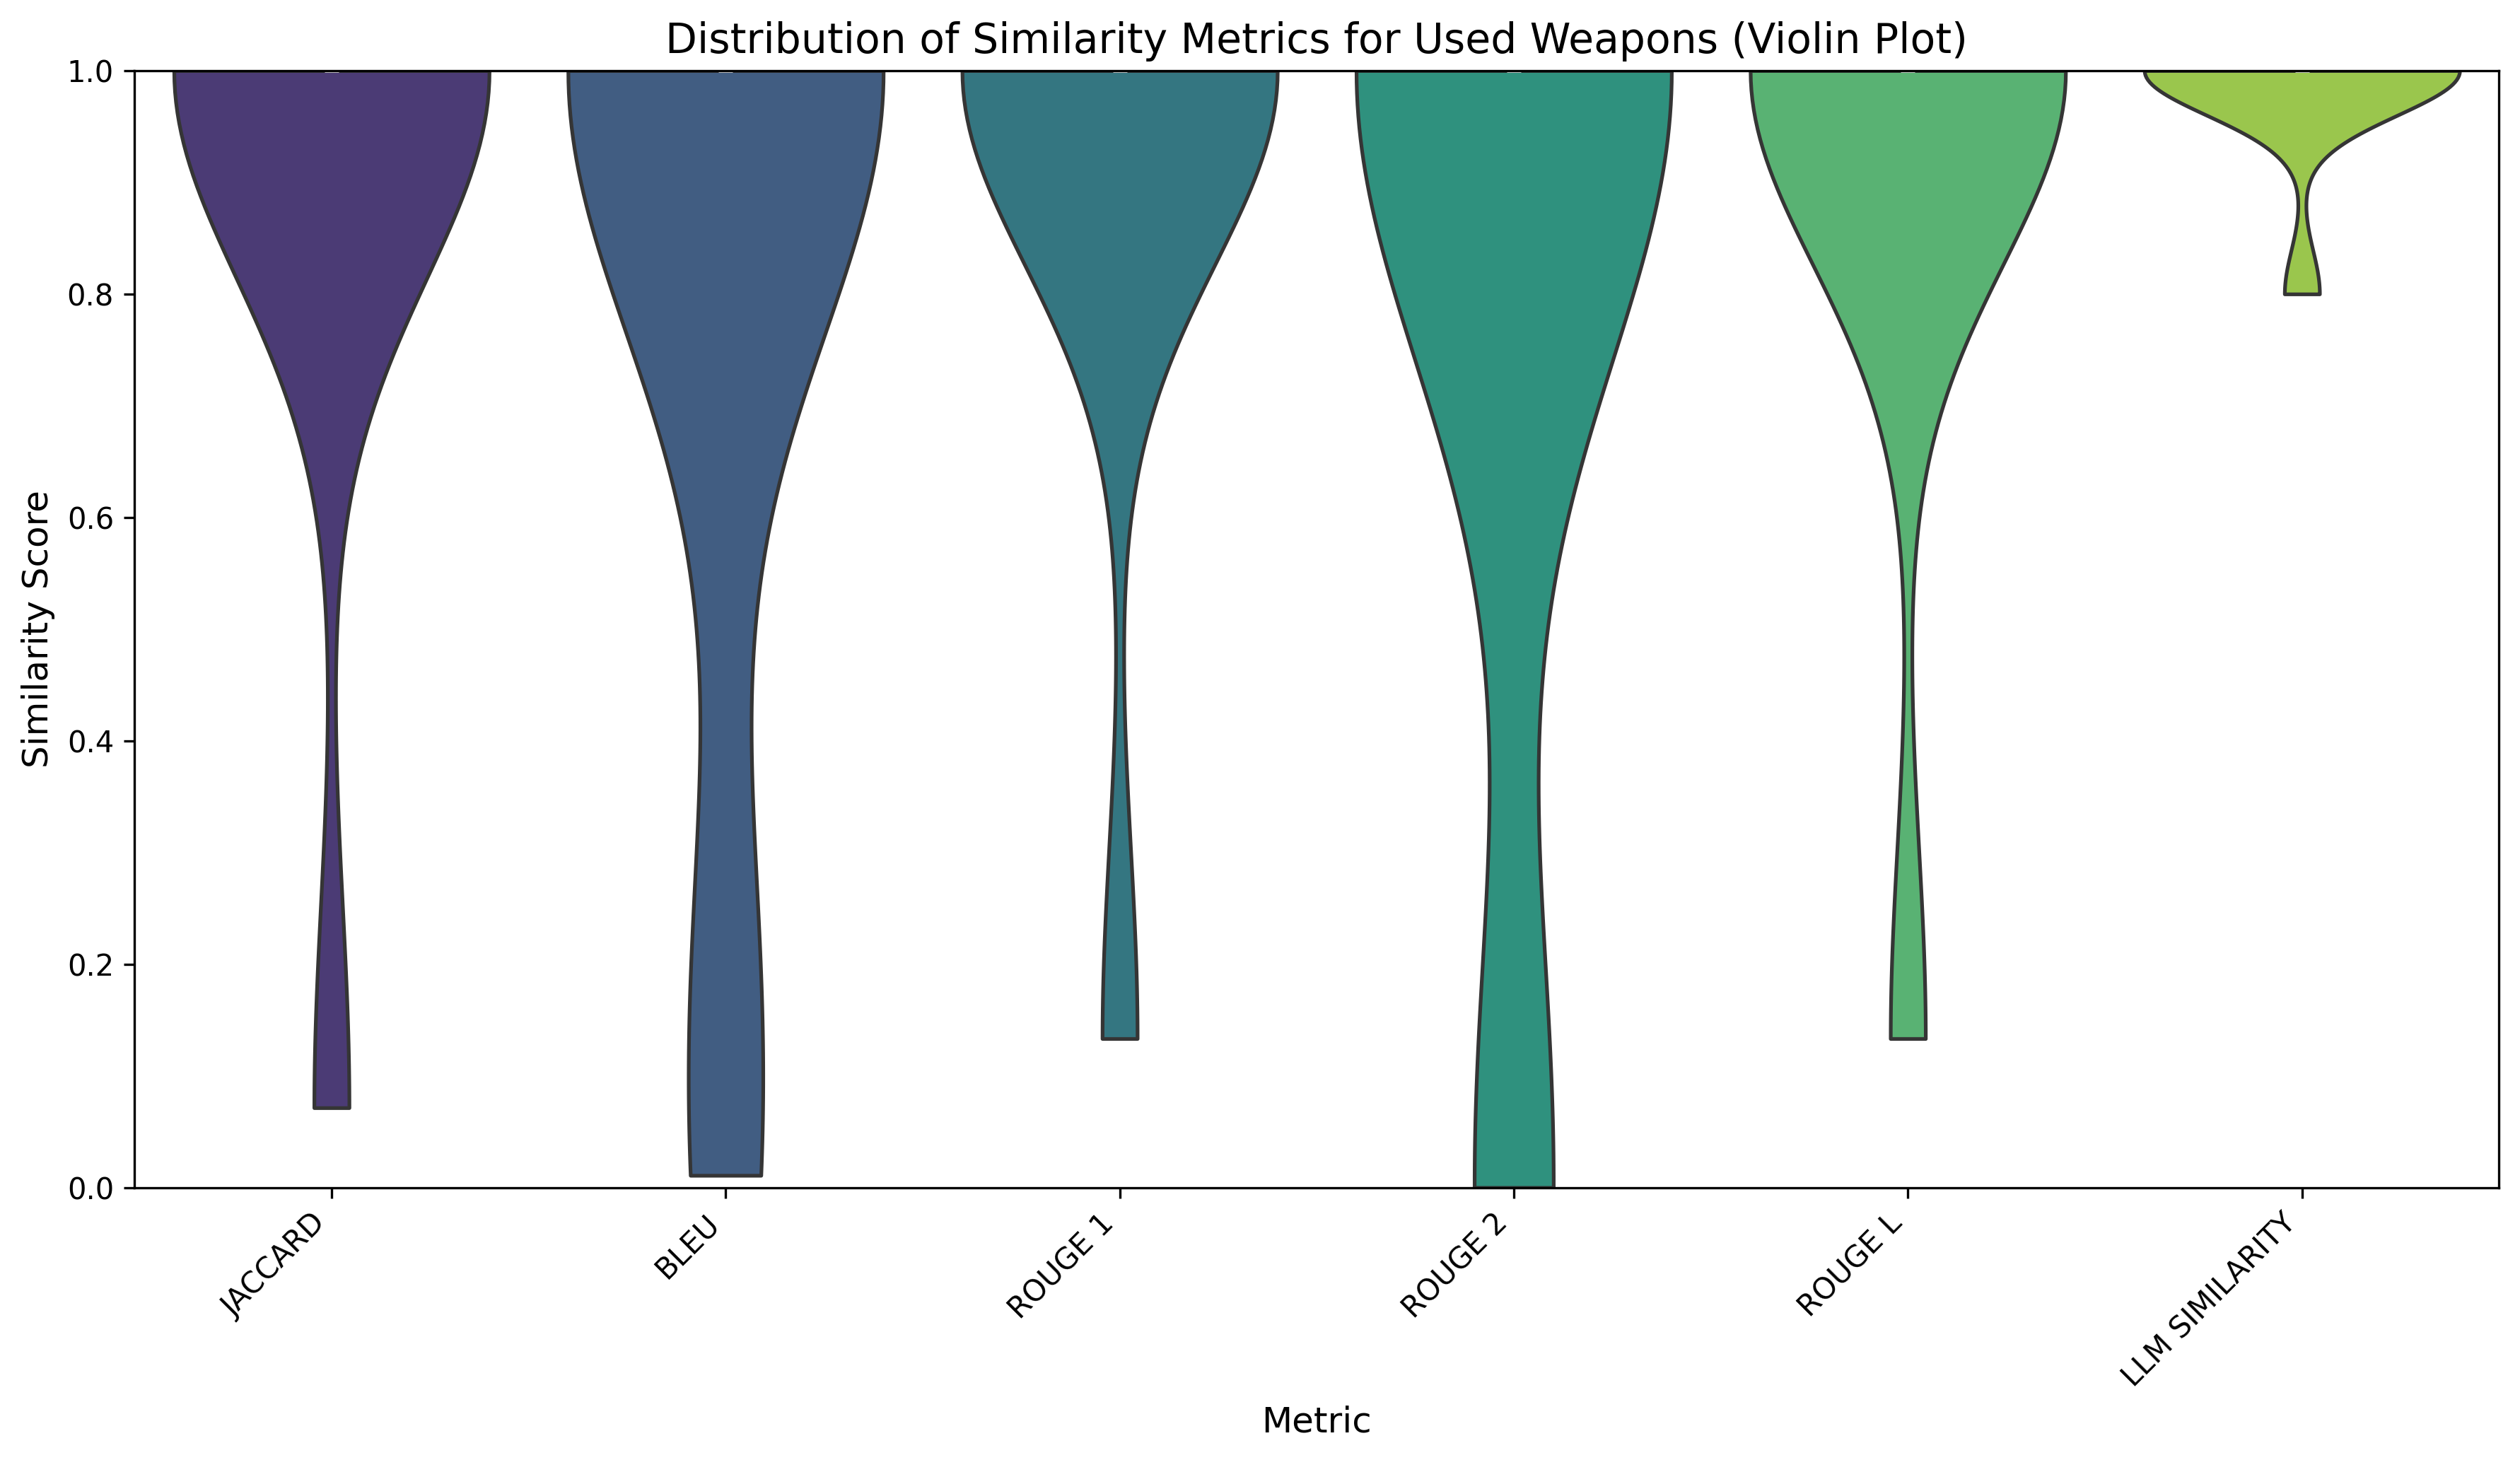 Distribution of Similarity Metrics for Used Weapons (Violin Plot)
Similarity Score
1.0
0.8
0.6
0.4
0.2
0.0
JACCARD
BLEU
ROUGE 1
ROUGE 2
ROUGE L
LLM SIMILARITY
Metric